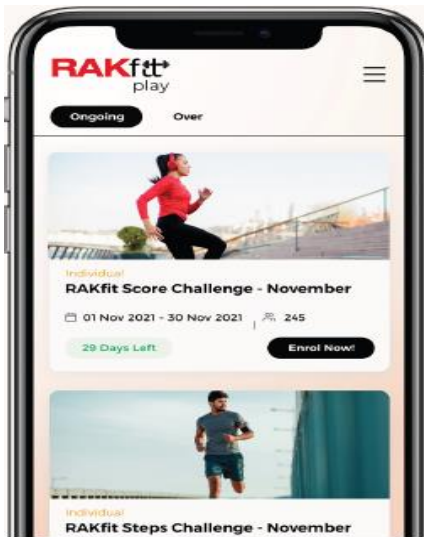 RAKfit
play
Ongoing Over
Individual
RAKfit Score Challenge - November
01 Nov 2021 - 30 Nov 2021 | 245
29 Days Left Enrol Now!
Individual
RAKfit Steps Challenge - November